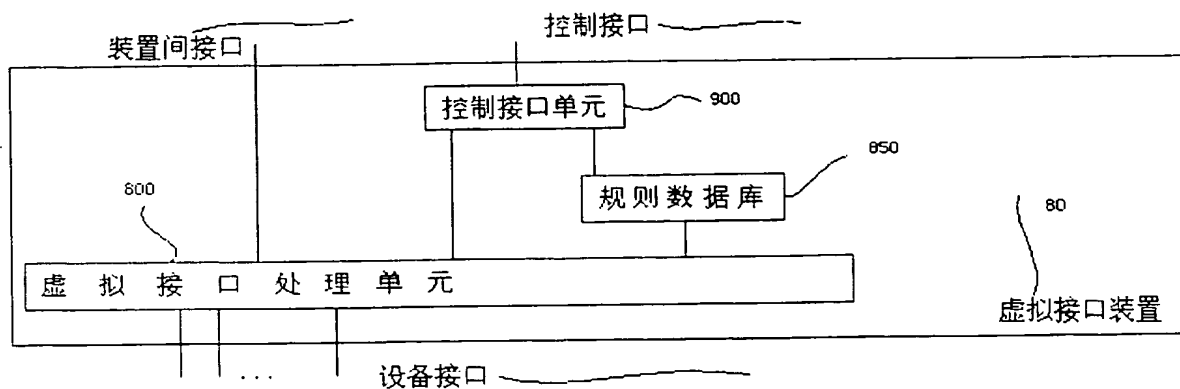 控制接口
装置间接口
控制接口单元
900
850
规则数据库
800
80
虚拟接口处理单元
虚拟接口装置
...
设备接口